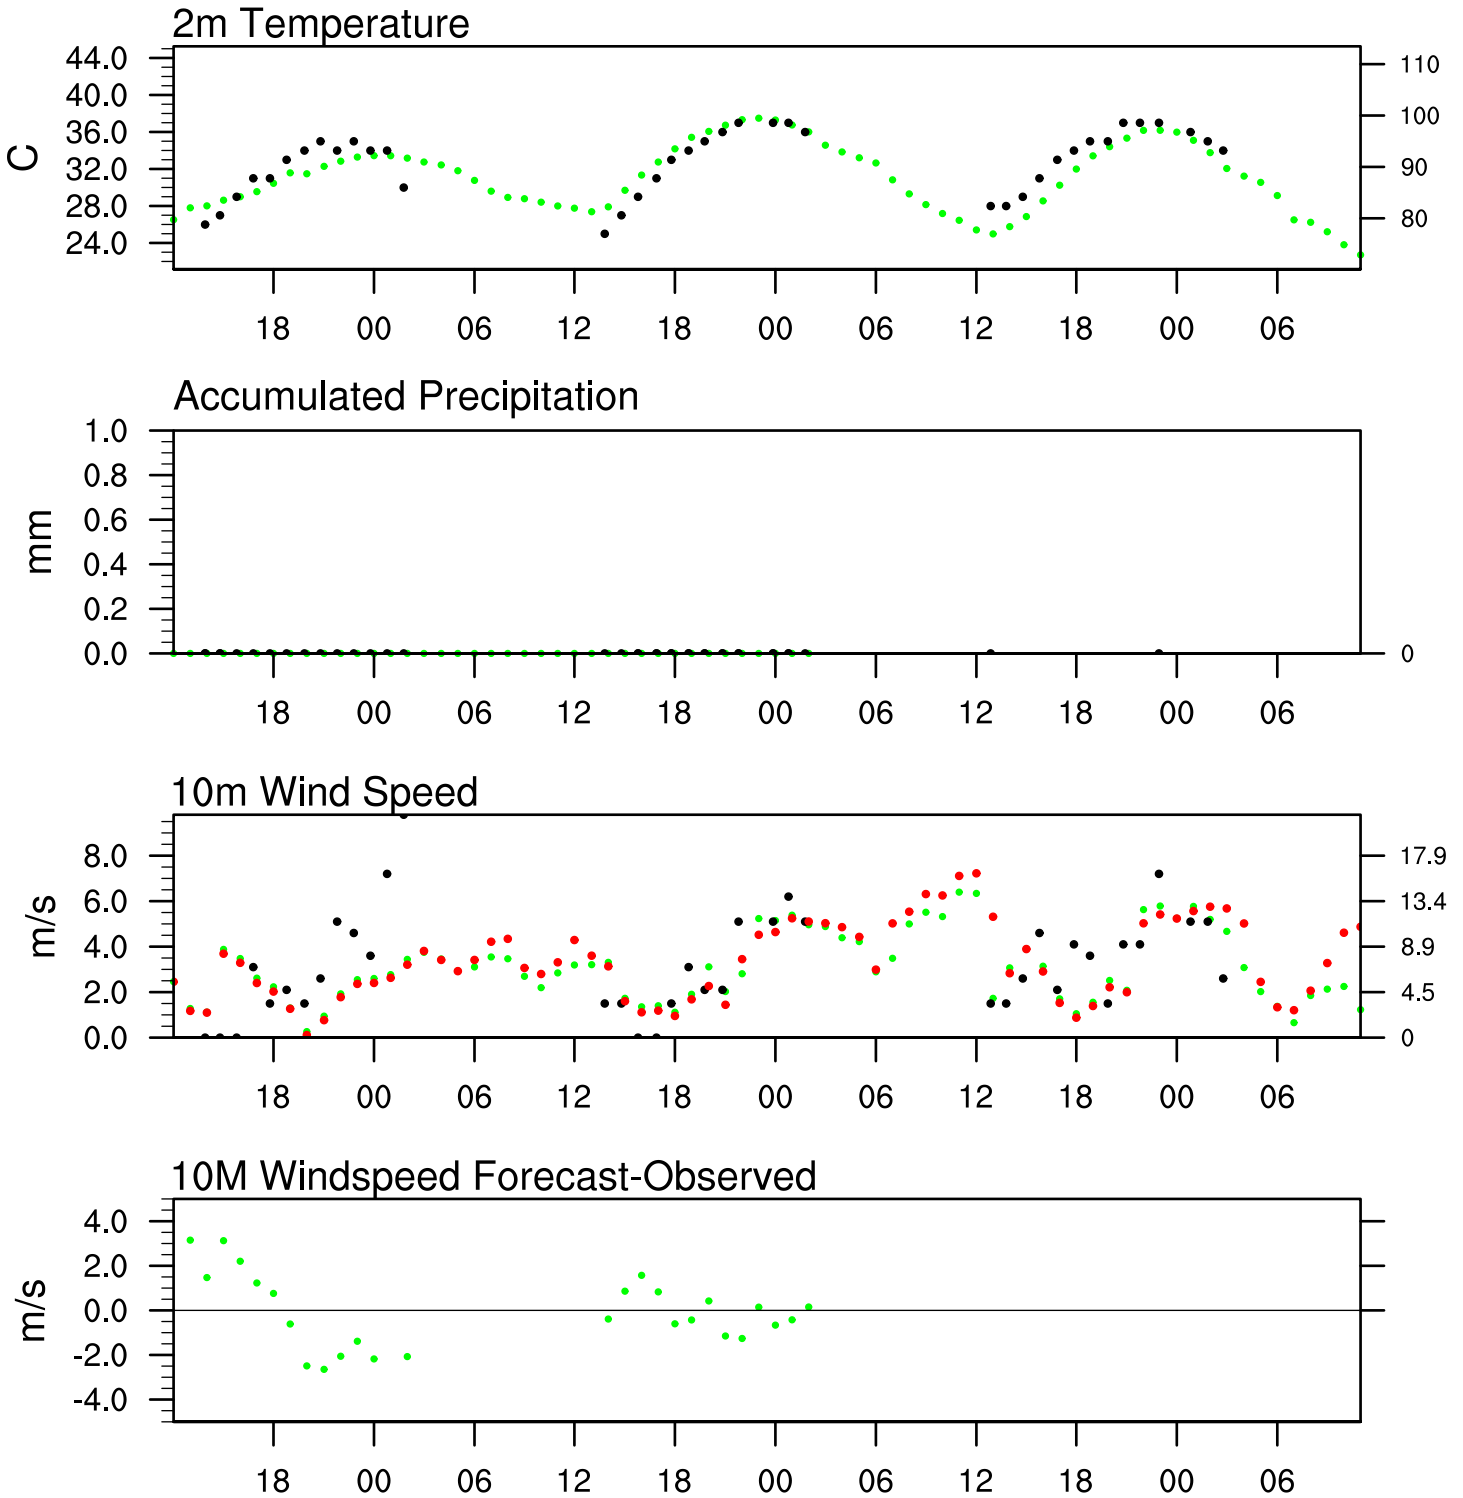 2m Temperature
44.0
40.0
36.0
32.0
28.0
24.0
C
110
100
90
80
18 00 06 12 18 00 06 12 18 00 06
Accumulated Precipitation
1.0
0.8
0.6
0.4
0.2
0.0
mm
0
18 00 06 12 18 00 06 12 18 00 06
10m Wind Speed
8.0
6.0
4.0
2.0
0.0
m/s
17.9
13.4
8.9
4.5
0
18 00 06 12 18 00 06 12 18 00 06
10M Windspeed Forecast-Observed
4.0
2.0
0.0
-2.0
-4.0
m/s
18 00 06 12 18 00 06 12 18 00 06